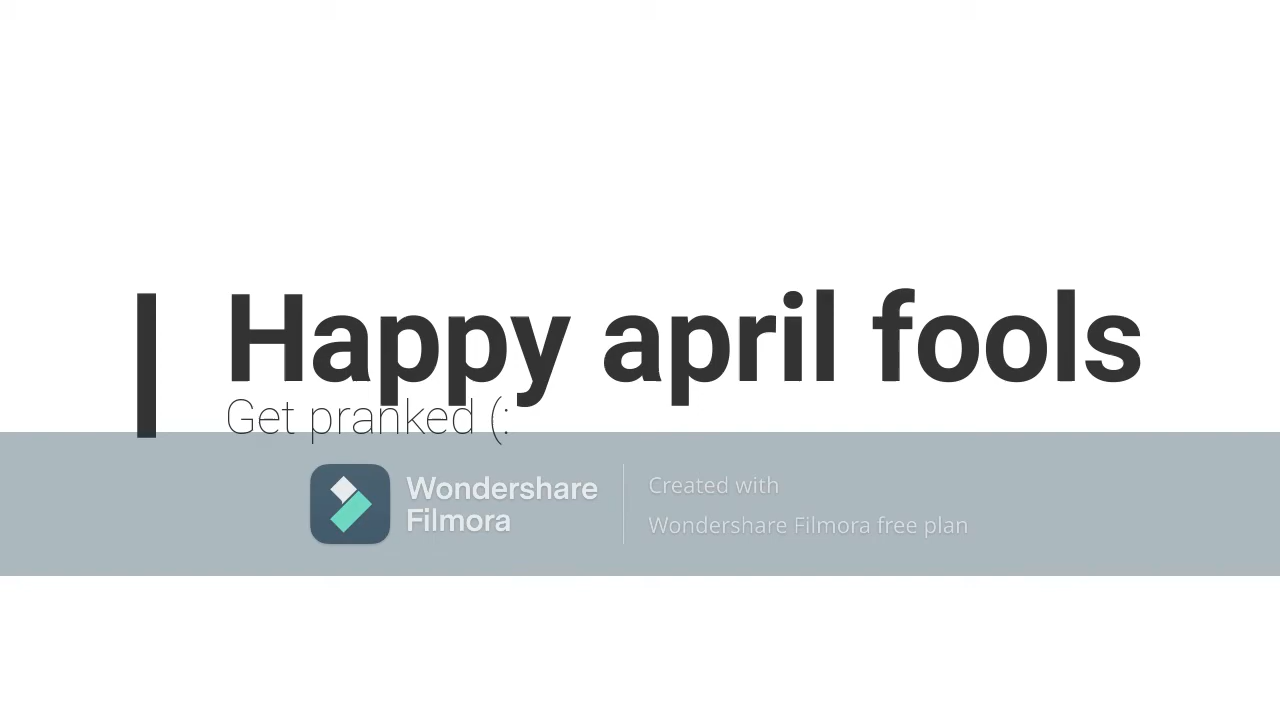 Happy april fools
Get pranked (:
Wondershare
Filmora
Created with
Wondershare Filmora free plan